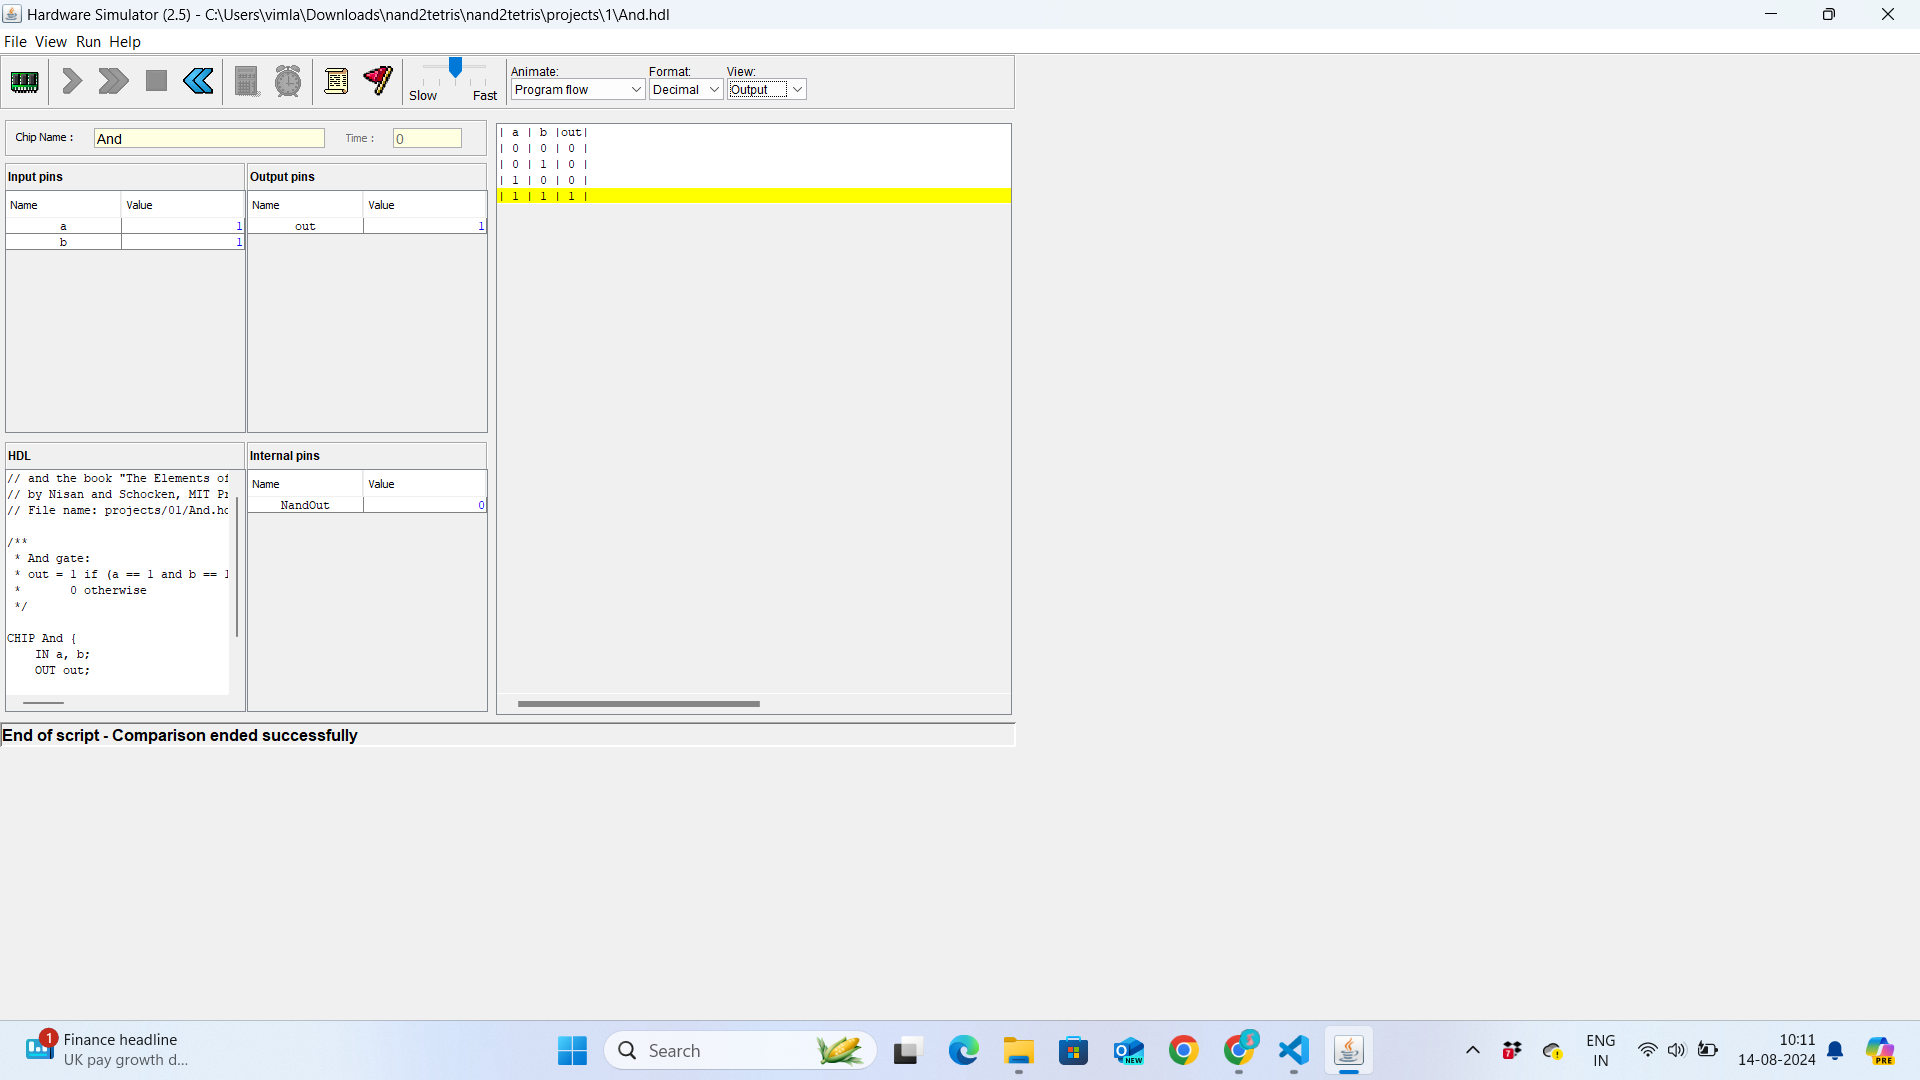 Hardware Simulator (2.5) - C:\Users\vimla\Downloads\nand2tetris\nand2tetris\projects\1\And.hdl
File View Run Help
Slow Fast
Animate:
Program flow
Format:
Decimal
View:
Output
Chip Name :
And
Time :
0
Input pins
Name Value
a 1
b 1
Output pins
Name Value
out 1
| a | b |out|
| 0 | 0 | 0 |
| 0 | 1 | 0 |
| 1 | 0 | 0 |
| 1 | 1 | 1 |
HDL
// and the book "The Elements of
// by Nisan and Schocken, MIT Pr
// File name: projects/01/And.hd
/**
* And gate:
* out = 1 if (a == 1 and b == 1
* 0 otherwise
*/
CHIP And {
IN a, b;
OUT out;
Internal pins
Name Value
NandOut 0
End of script - Comparison ended successfully
1
Finance headline
UK pay growth d...
Search
NEW
S
7
ENG
IN
10:11
14-08-2024
PRE